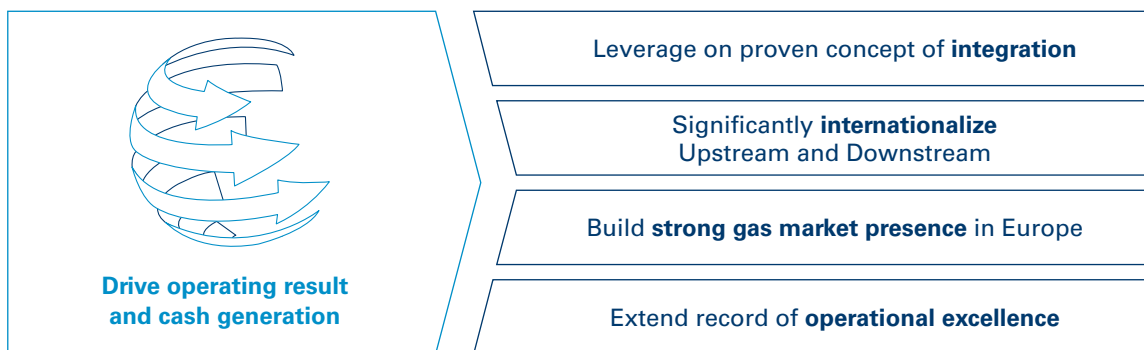 Drive operating result
and cash generation
Leverage on proven concept of integration
Significantly internationalize
Upstream and Downstream
Build strong gas market presence in Europe
Extend record of operational excellence